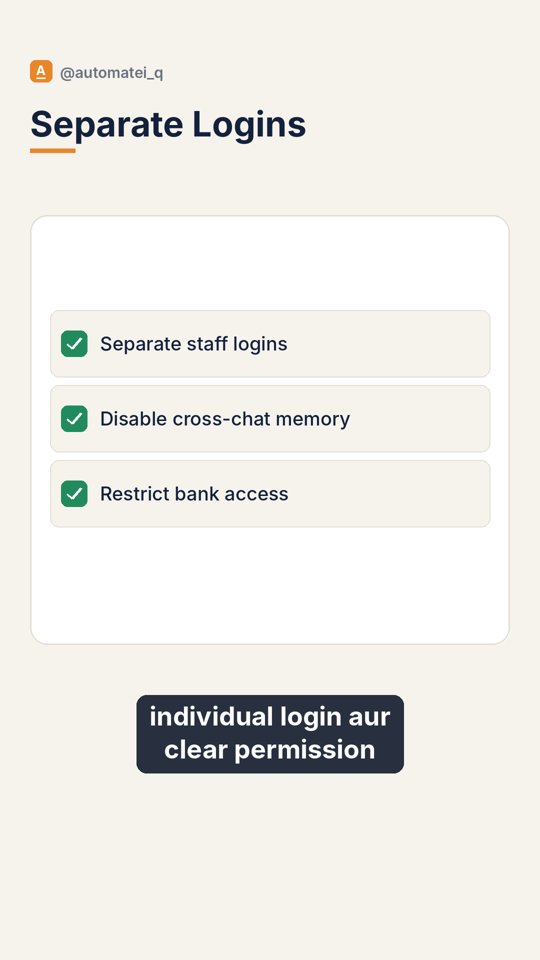 A
@automatei_q
Separate Logins
Separate staff logins
Disable cross-chat memory
Restrict bank access
individual login aur
clear permission